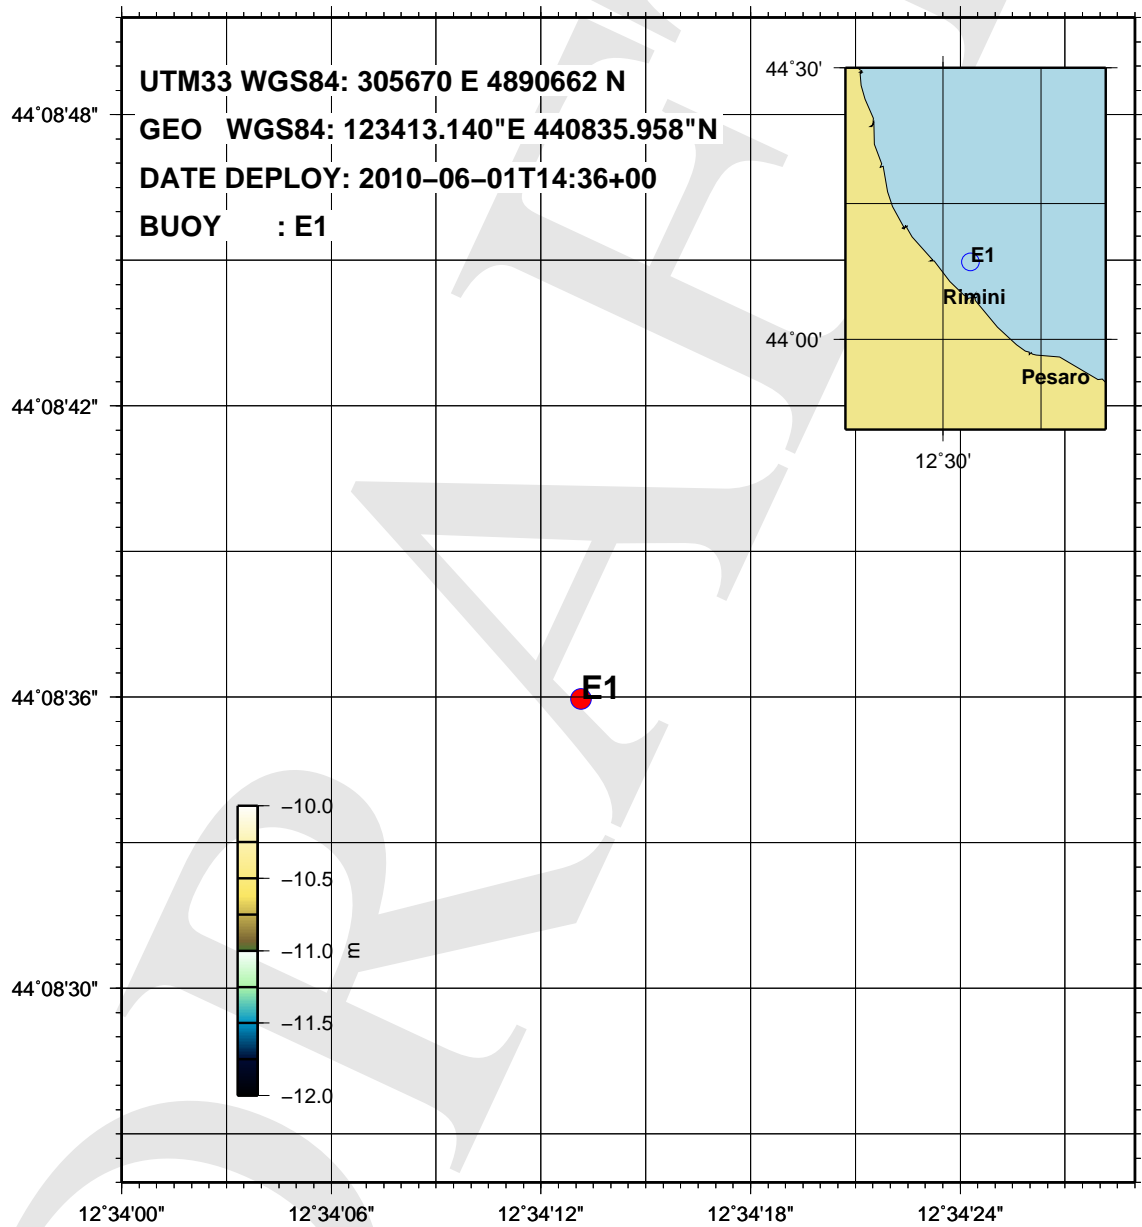 UTM33 WGS84: 305670 E 4890662 N
GEO WGS84: 123413.140"E 440835.958"N
DATE DEPLOY: 2010−06−01T14:36+00
BUOY : E1
44˚30'
44˚00'
12˚30'
E1
Rimini
Pesaro
44˚08'48"
44˚08'42"
44˚08'36"
44˚08'30"
E1
−10.0
−10.5
−11.0
−11.5
−12.0
m
12˚34'00"
12˚34'06"
12˚34'12"
12˚34'18"
12˚34'24"